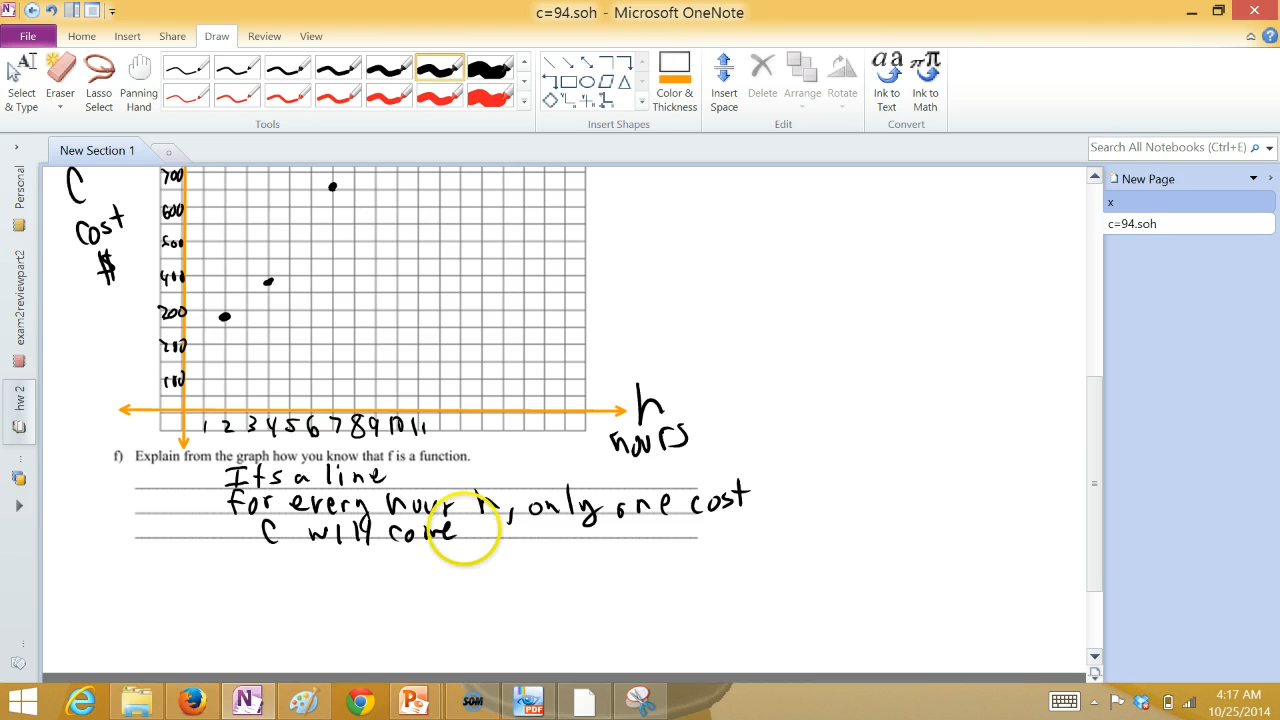 c=94.soh - Microsoft OneNote
File Home Insert Share Draw Review View
Select & Type
Eraser
Lasso Select
Panning Hand
Color & Thickness
Insert Space
Delete
Arrange
Rotate
Ink to Text
Ink to Math
Tools
Insert Shapes
Edit
Convert
New Section 1
Search All Notebooks (Ctrl+E)
New Page
x
c=94.soh
Personal
exam2reviewpart2
hw 2
C
cost
$
700
600
500
400
200
100
1 2 3 4 5 6 7 8 9 10 11
h
hours
f) Explain from the graph how you know that f is a function.
Its a line
for every hour h, only one cost
C will come
SOM
PDF
4:17 AM
10/25/2014